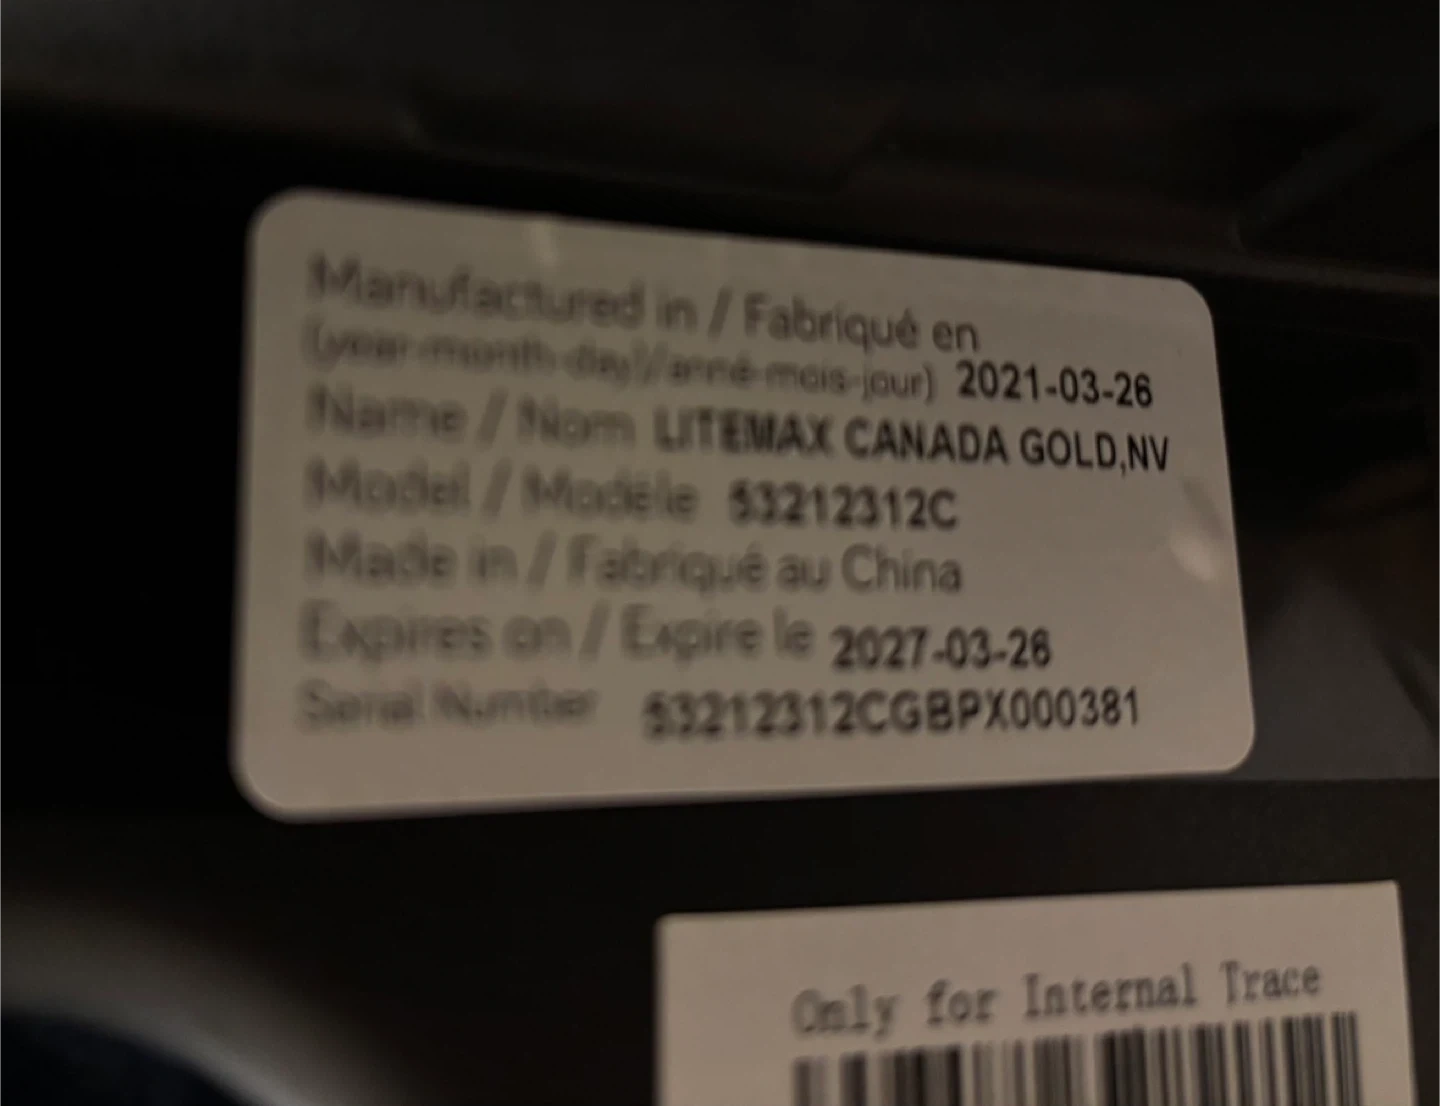 Manufactured in / Fabriqué en
(year-month-day)/anné-mois-jour) 2021-03-26
Name / Nom LITEMAX CANADA GOLD,NV
Model / Modèle 53212312C
Made in / Fabriqué au China
Expires on / Expire le 2027-03-26
Serial Number 53212312CGBPX000381
Only for Internal Trace